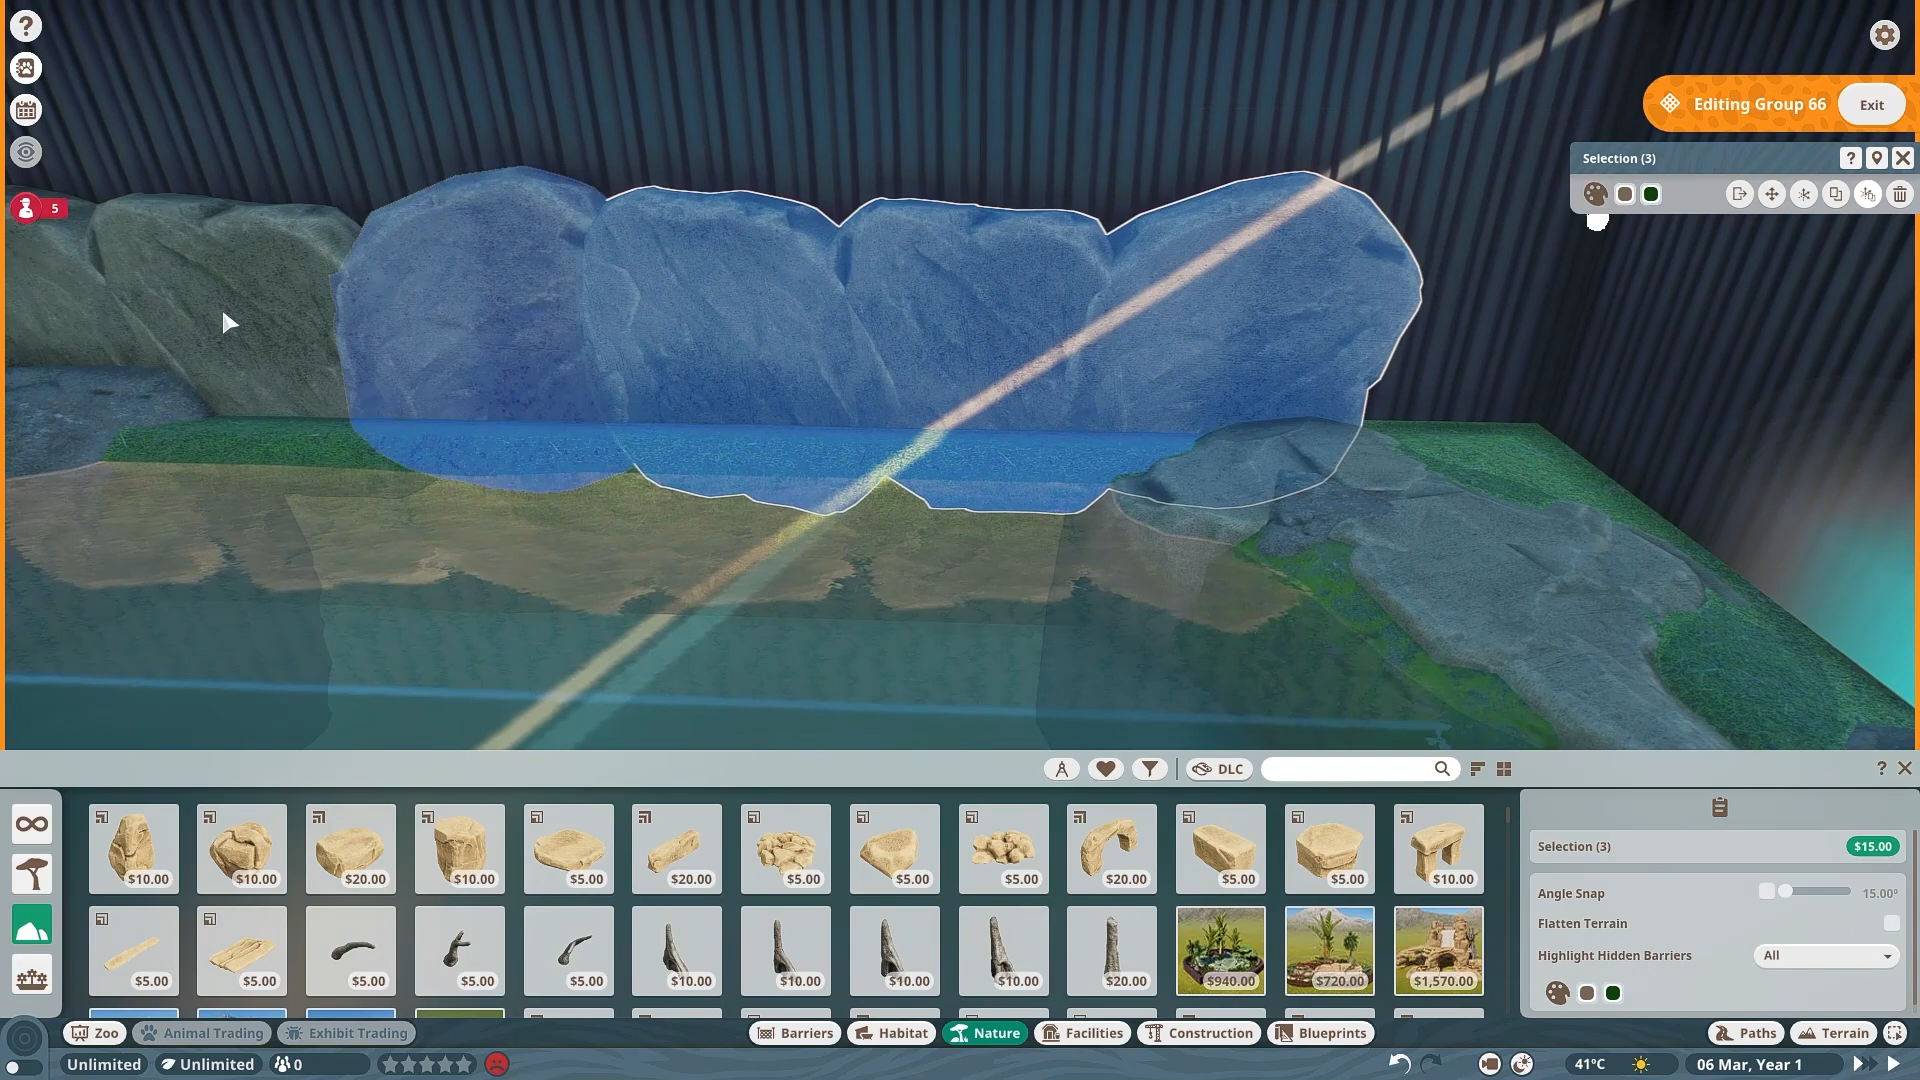 ?
Editing Group 66
Exit
Selection (3)
?
5
DLC
?
$10.00
$10.00
$20.00
$10.00
$5.00
$20.00
$5.00
$5.00
$5.00
$20.00
$5.00
$5.00
$10.00
Selection (3)
$15.00
Angle Snap
15.00°
Flatten Terrain
Highlight Hidden Barriers
All
$5.00
$5.00
$5.00
$5.00
$5.00
$10.00
$10.00
$10.00
$10.00
$20.00
$940.00
$720.00
$1,570.00
Zoo
Animal Trading
Exhibit Trading
Barriers
Habitat
Nature
Facilities
Construction
Blueprints
Paths
Terrain
Unlimited
Unlimited
0
41°C
06 Mar, Year 1